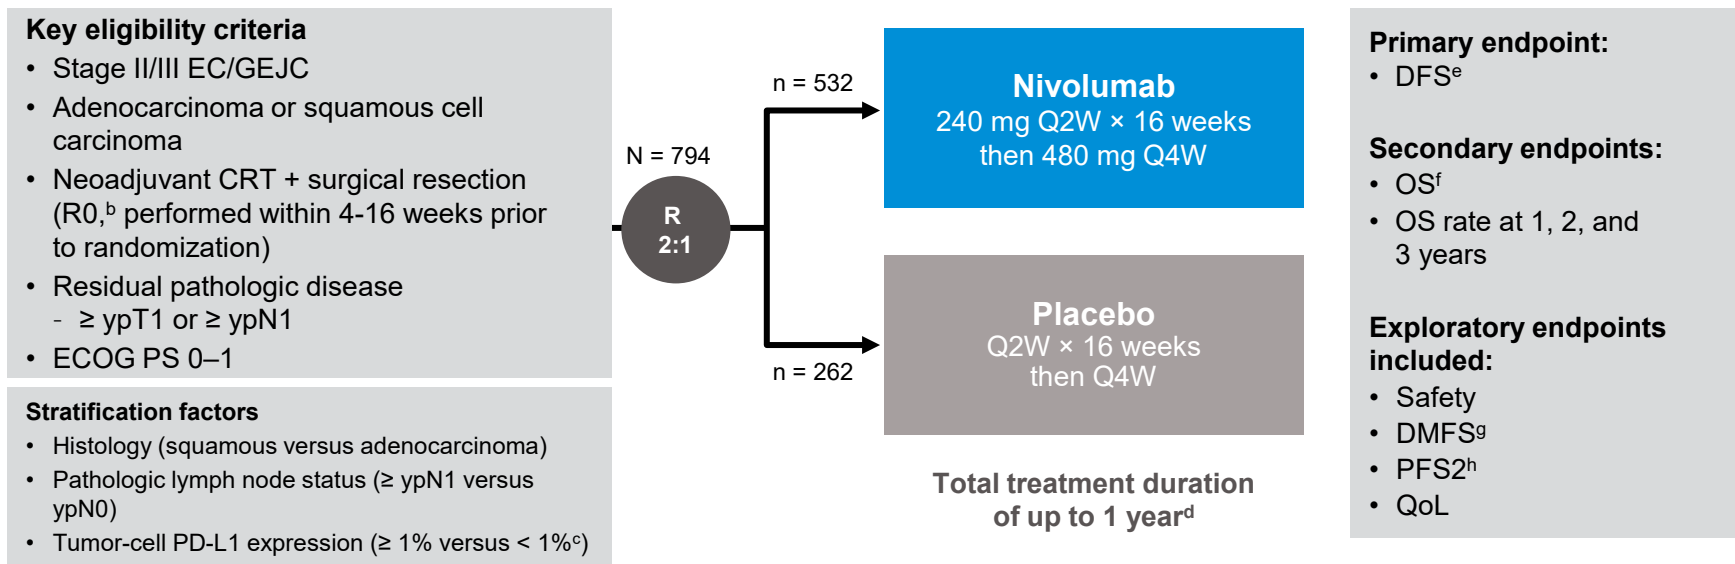 Key eligibility criteria
• Stage II/III EC/GEJC
• Adenocarcinoma or squamous cell
carcinoma
• Neoadjuvant CRT + surgical resection
(R0,ᵇ performed within 4-16 weeks prior
to randomization)
• Residual pathologic disease
- ≥ ypT1 or ≥ ypN1
• ECOG PS 0–1
Stratification factors
• Histology (squamous versus adenocarcinoma)
• Pathologic lymph node status (≥ ypN1 versus
ypN0)
• Tumor-cell PD-L1 expression (≥ 1% versus < 1%ᶜ)
N = 794
R
2:1
n = 532
n = 262
Nivolumab
240 mg Q2W × 16 weeks
then 480 mg Q4W
Placebo
Q2W × 16 weeks
then Q4W
Total treatment duration
of up to 1 yearᵈ
Primary endpoint:
• DFSᵉ
Secondary endpoints:
• OSᶠ
• OS rate at 1, 2, and
3 years
Exploratory endpoints
included:
• Safety
• DMFSᵍ
• PFS2ʰ
• QoL